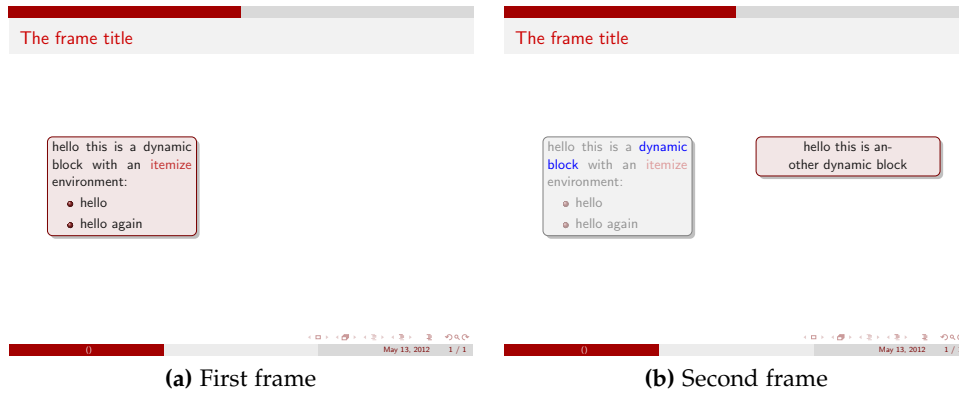 The frame title
hello this is a dynamic
block with an itemize
environment:
hello
hello again
()
May 13, 2012
1 / 1
(a) First frame
The frame title
hello this is a dynamic
block with an itemize
environment:
hello
hello again
hello this is an-
other dynamic block
()
May 13, 2012
1 / 1
(b) Second frame